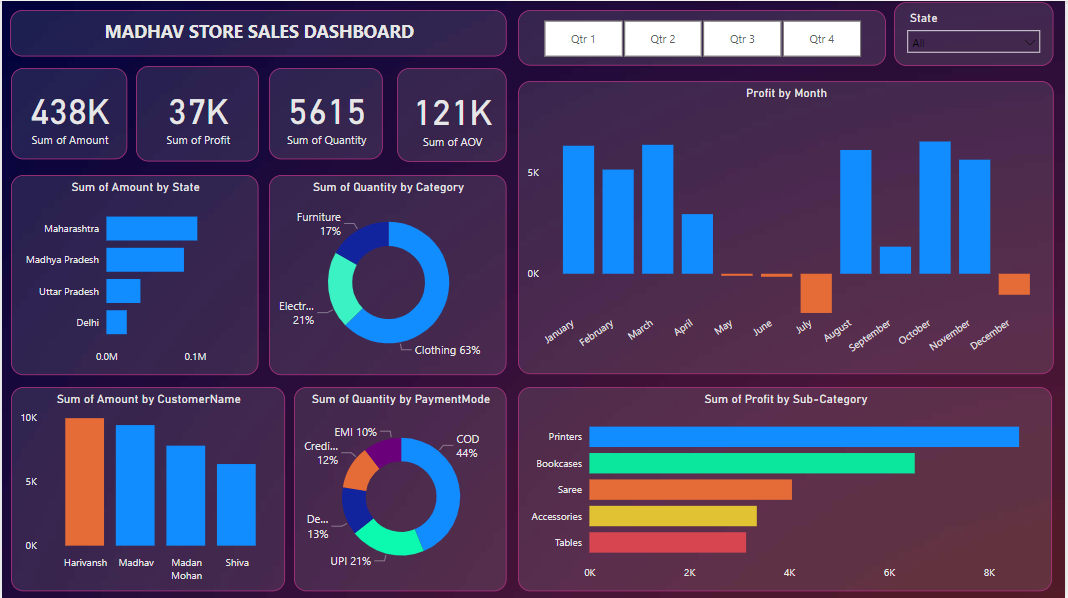 MADHAV STORE SALES DASHBOARD
Qtr 1
Qtr 2
Qtr 3
Qtr 4
State
All
438K
Sum of Amount
37K
Sum of Profit
5615
Sum of Quantity
121K
Sum of AOV
Profit by Month
5K
0K
January
February
March
April
May
June
July
August
September
October
November
December
Sum of Amount by State
Maharashtra
Madhya Pradesh
Uttar Pradesh
Delhi
0.0M
0.1M
Sum of Quantity by Category
Furniture
17%
Electr...
21%
Clothing 63%
Sum of Amount by CustomerName
10K
5K
0K
Harivansh
Madhav
Madan
Mohan
Shiva
Sum of Quantity by PaymentMode
EMI 10%
COD
44%
Credi...
12%
De...
13%
UPI 21%
Sum of Profit by Sub-Category
Printers
Bookcases
Saree
Accessories
Tables
0K
2K
4K
6K
8K